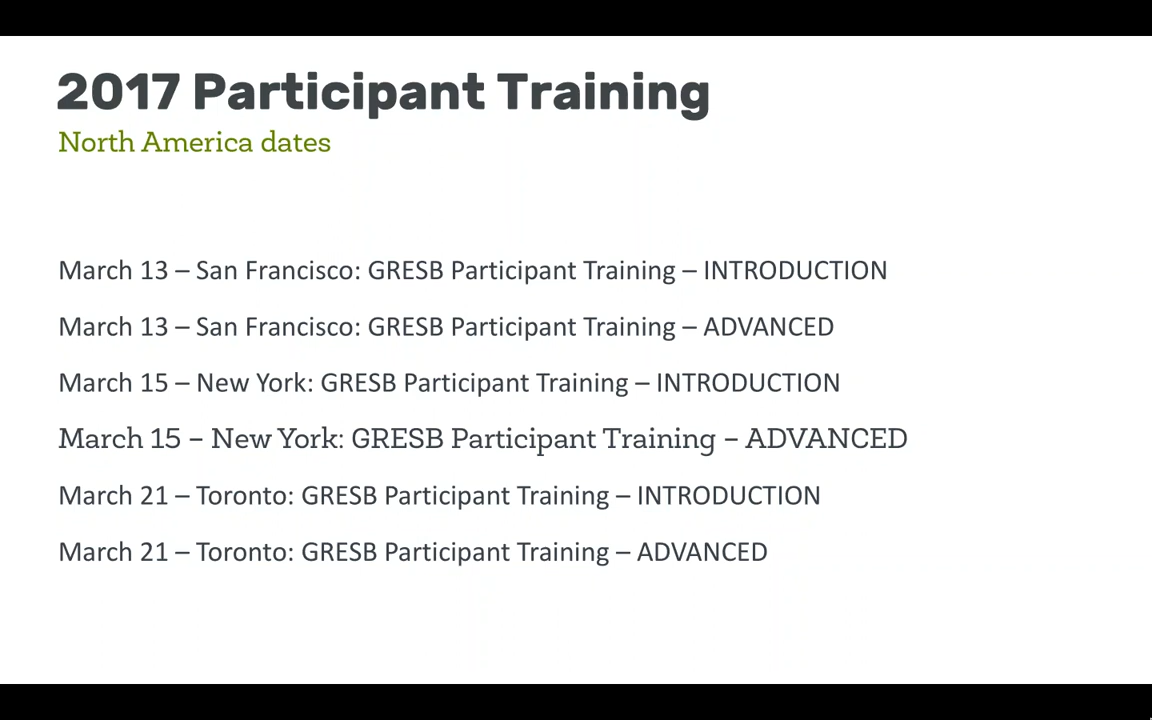 2017 Participant Training
North America dates
March 13 – San Francisco: GRESB Participant Training – INTRODUCTION
March 13 – San Francisco: GRESB Participant Training – ADVANCED
March 15 – New York: GRESB Participant Training – INTRODUCTION
March 15 – New York: GRESB Participant Training – ADVANCED
March 21 – Toronto: GRESB Participant Training – INTRODUCTION
March 21 – Toronto: GRESB Participant Training – ADVANCED